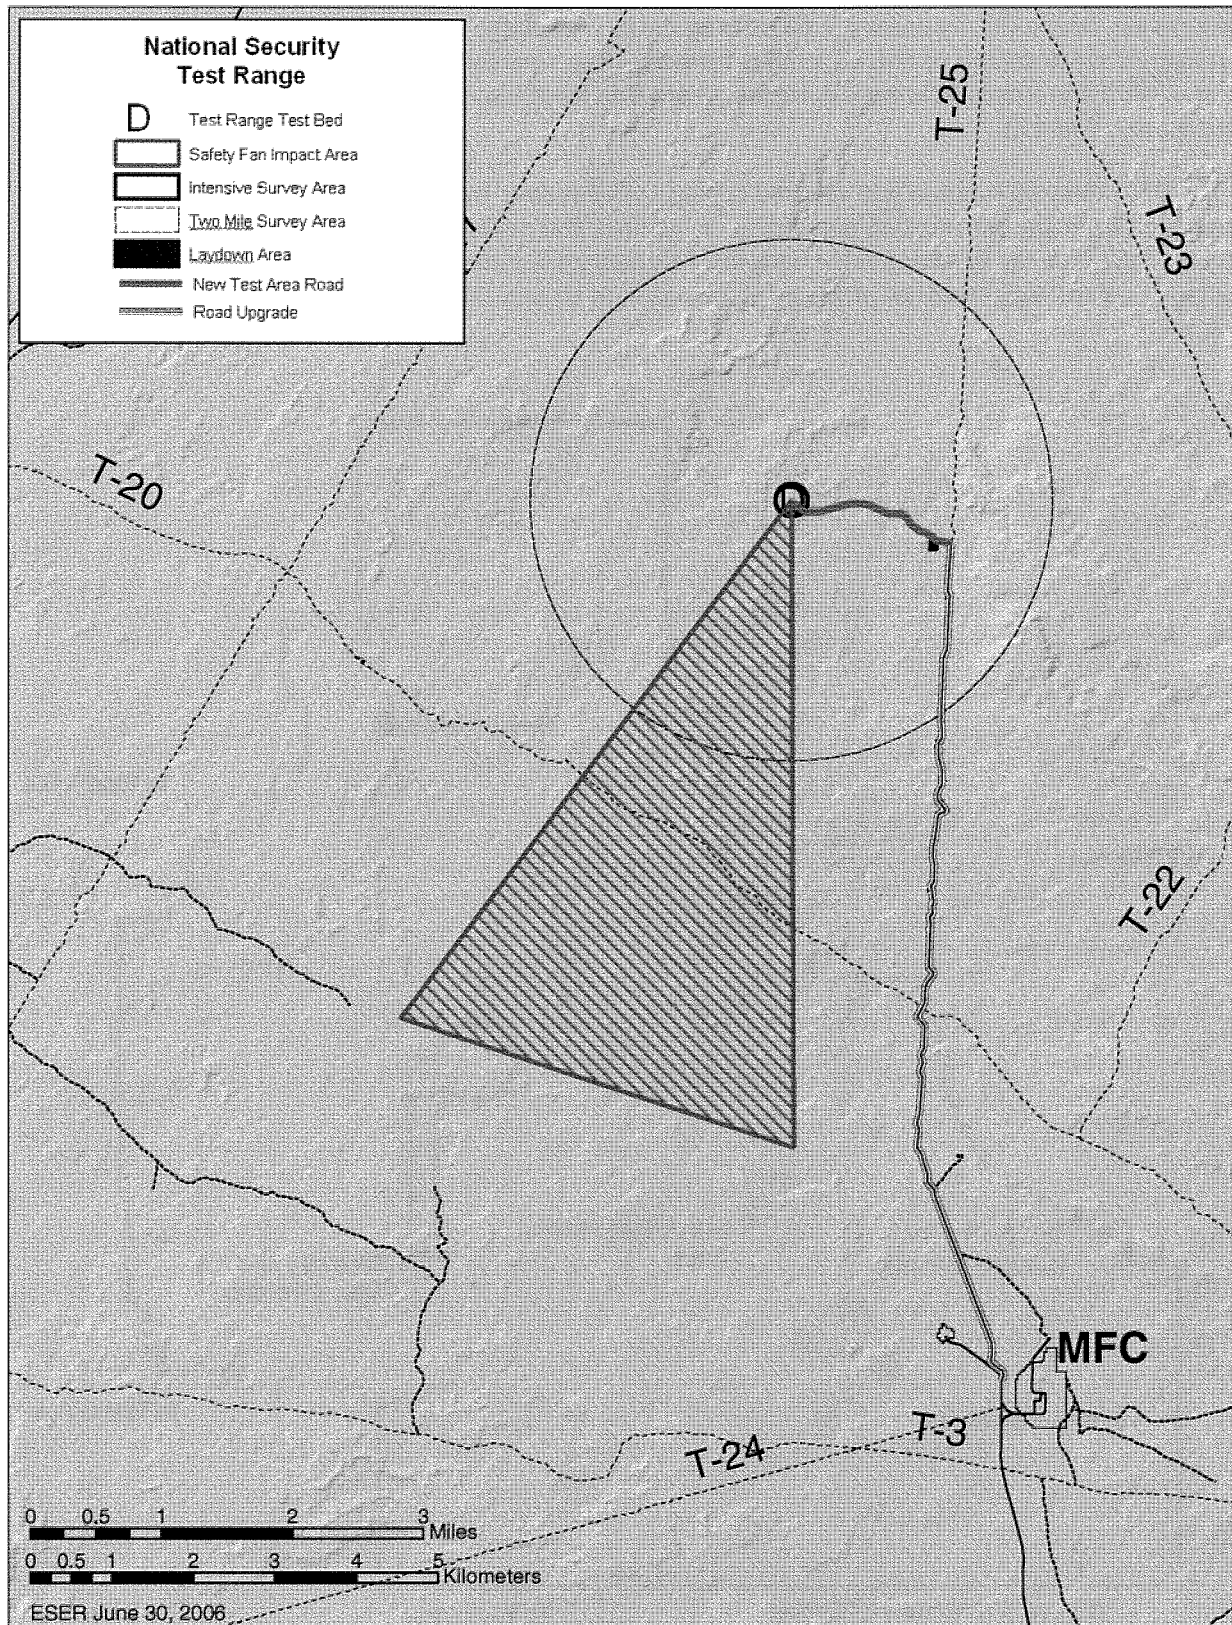 National Security
Test Range
D Test Range Test Bed
Safety Fan Impact Area
Intensive Survey Area
Two Mile Survey Area
Laydown Area
New Test Area Road
Road Upgrade
T-25
T-23
T-20
D
T-22
MFC
T-3
T-24
0 0.5 1 2 3 Miles
0 0.5 1 2 3 4 5 Kilometers
ESER June 30, 2006